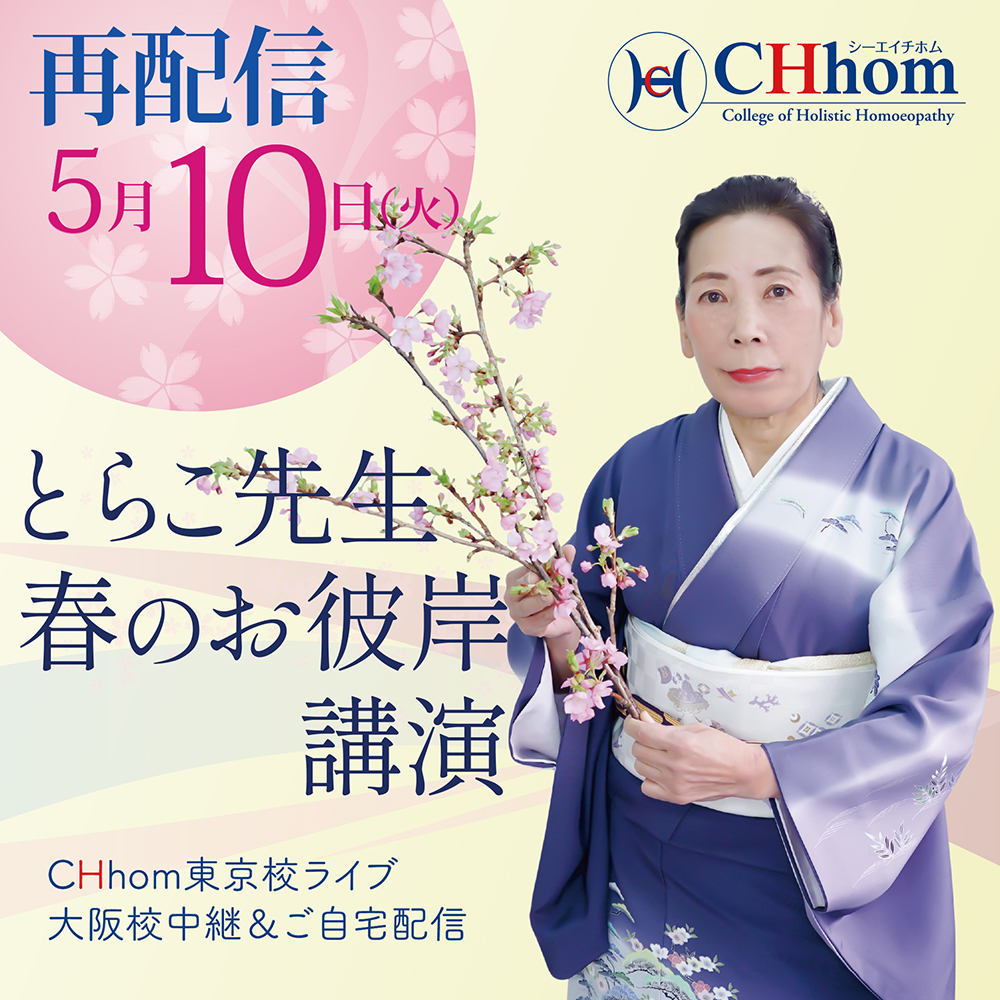 再配信
5月10日(火)
シーエイチホム
CHhom
College of Holistic Homoeopathy
とらこ先生
春のお彼岸
講演
CHhom東京校ライブ
大阪校中継&ご自宅配信